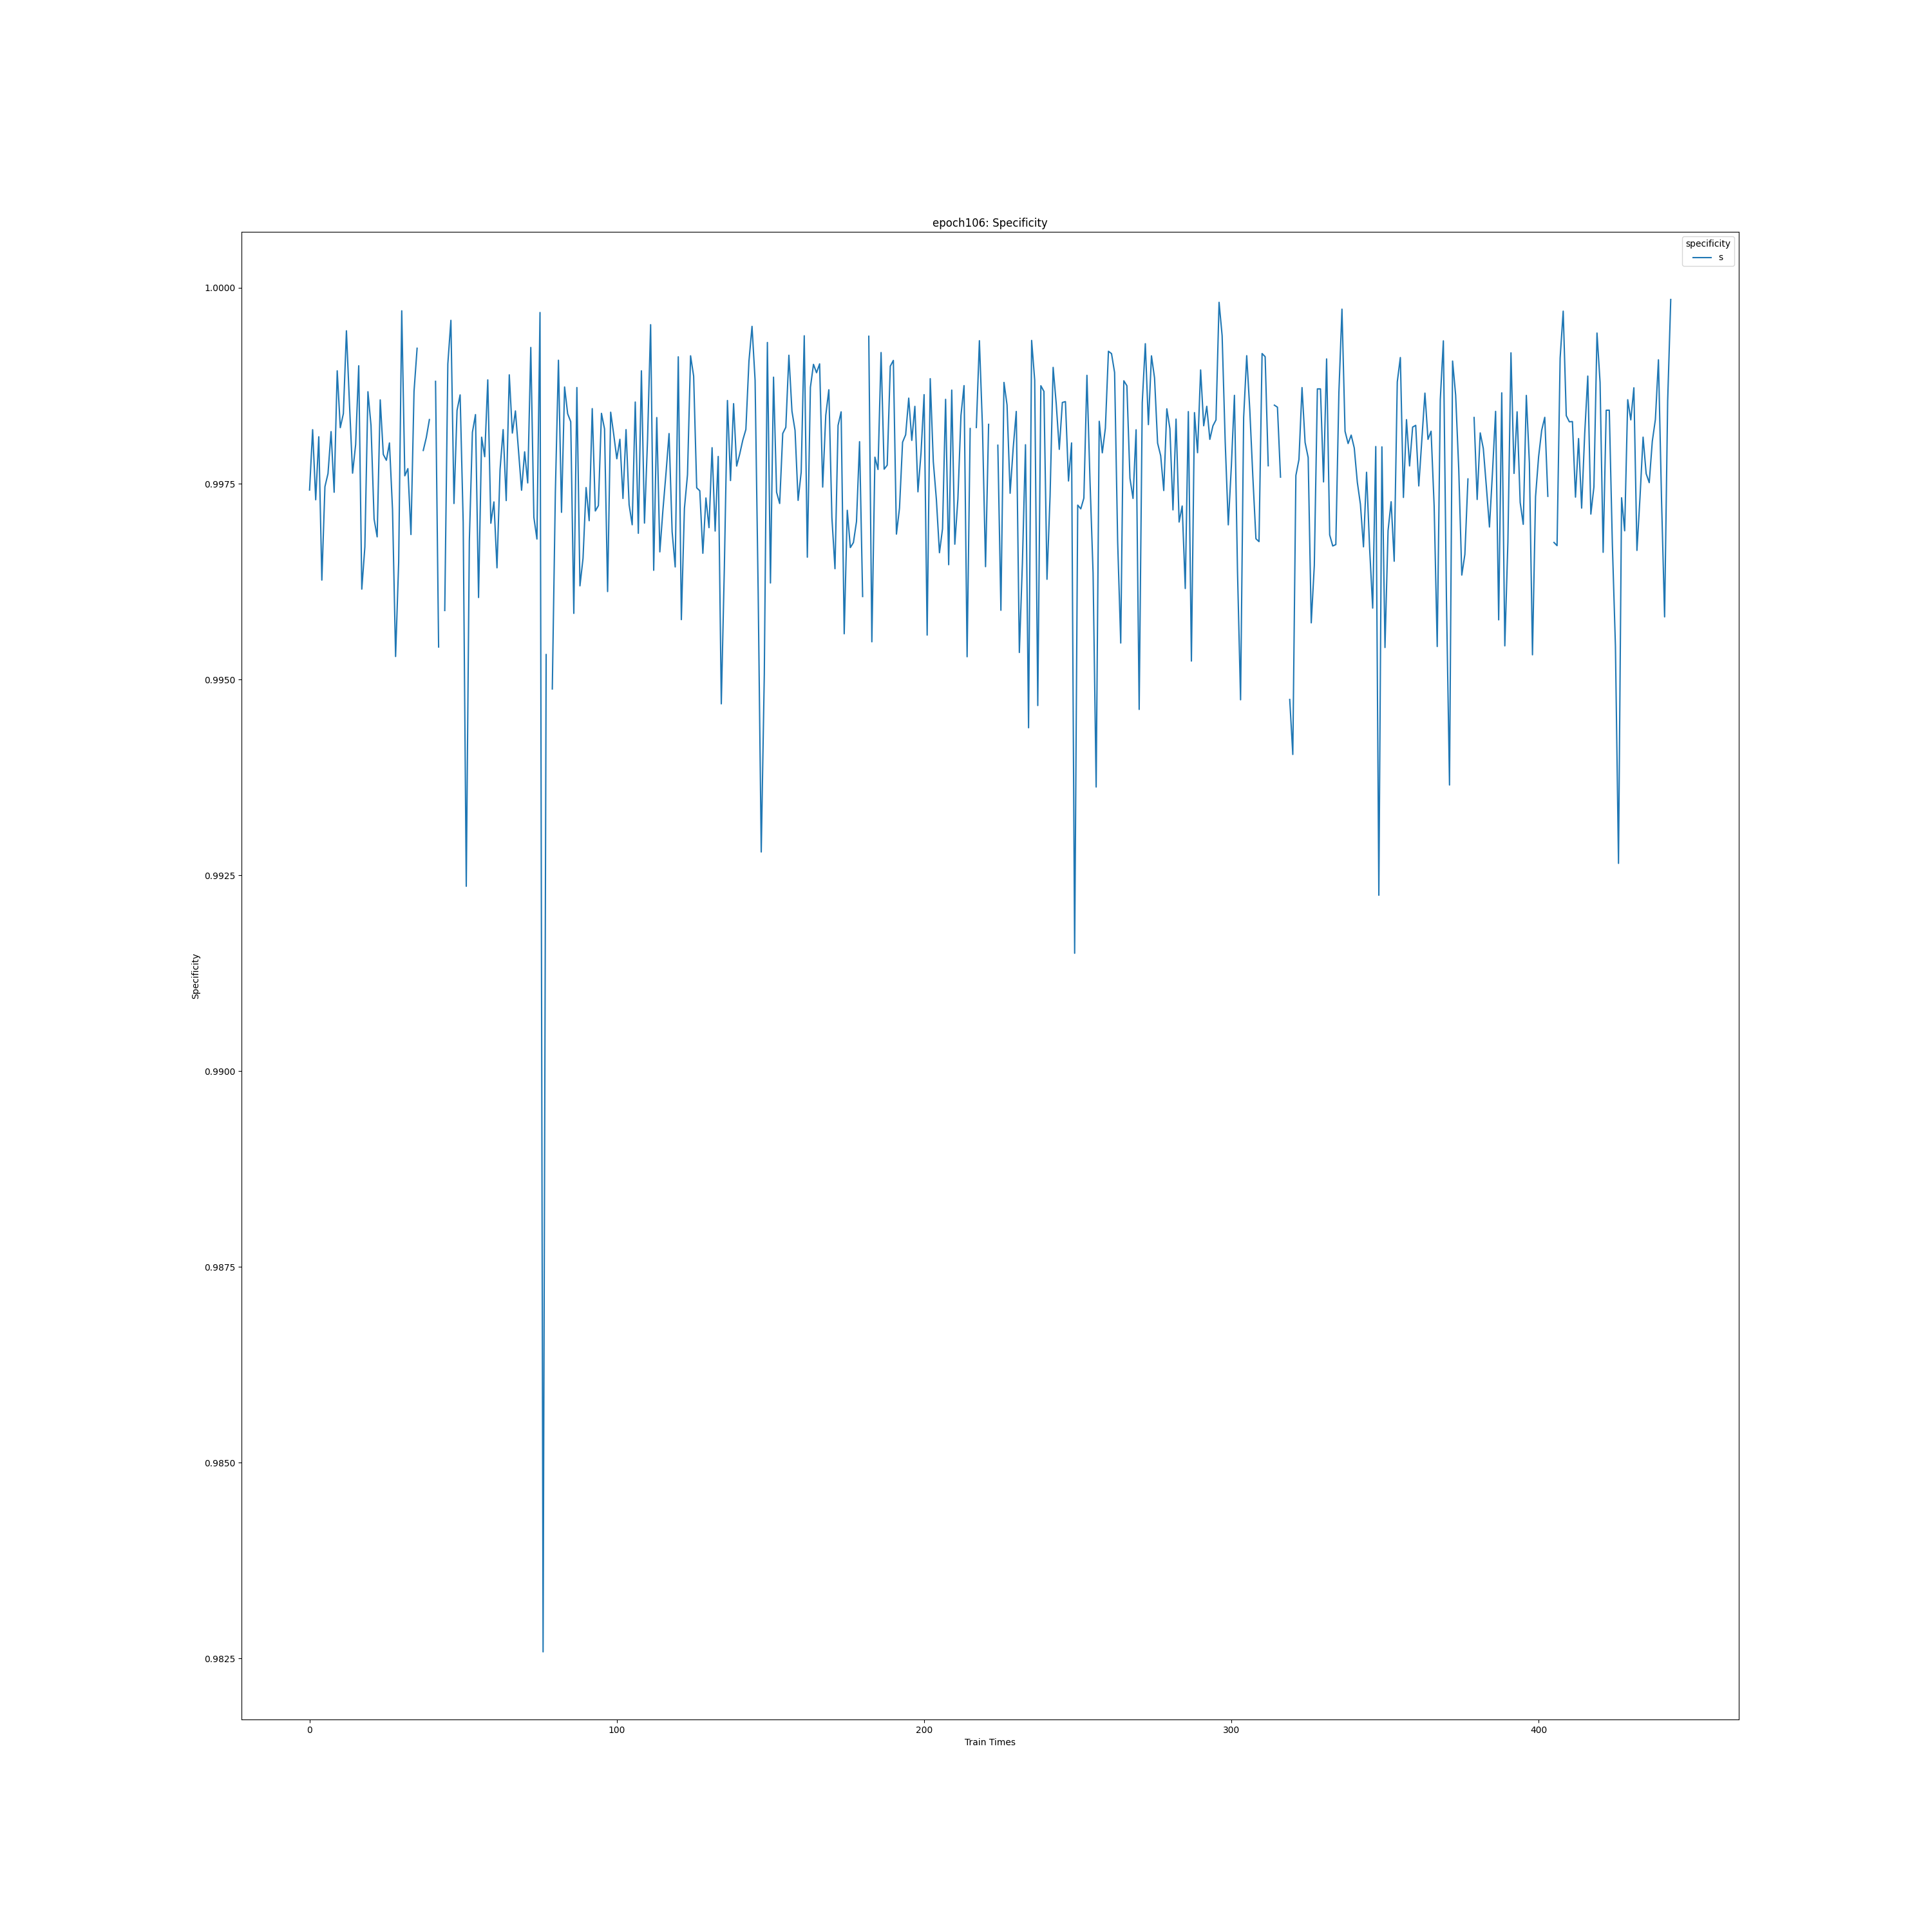 epoch106: Specificity
specificity
s
1.0000
0.9975
0.9950
0.9925
0.9900
0.9875
0.9850
0.9825
Specificity
0 100 200 300 400
Train Times